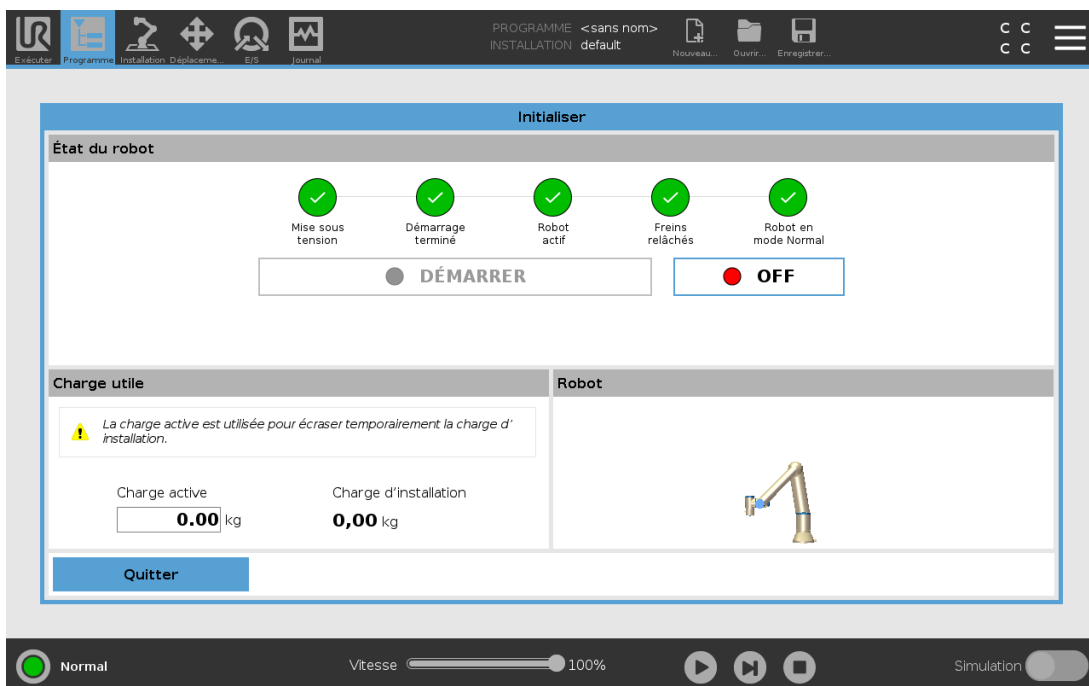 UR
PROGRAMME <sans nom>
INSTALLATION default
C C
C C
Exécuter Programme Installation Déplaceme... E/S Journal Nouveau... Ouvrir... Enregistrer...
Initialiser
État du robot
Mise sous tension
Démarrage terminé
Robot actif
Freins relâchés
Robot en mode Normal
DÉMARRER
OFF
Charge utile
Robot
La charge active est utilisée pour écraser temporairement la charge d'
installation.
Charge active
Charge d'installation
0.00 kg
0,00 kg
Quitter
Normal
Vitesse
100%
Simulation